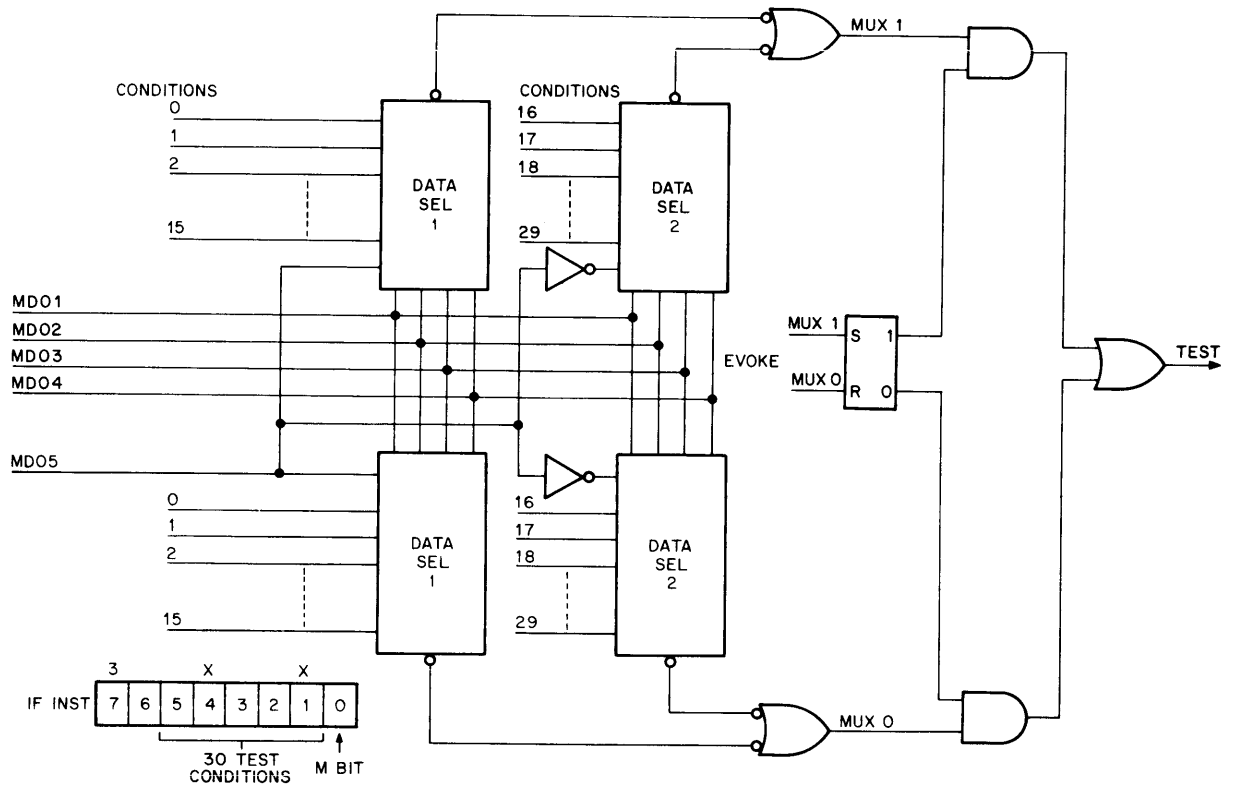 MUX 1
CONDITIONS
0
1
2
15
DATA
SEL
1
CONDITIONS
16
17
18
29
DATA
SEL
2
MD01
MD02
MD03
MD04
MD05
EVOKE
MUX 1
MUX 0
S 1
R 0
TEST
0
1
2
15
DATA
SEL
1
16
17
18
29
DATA
SEL
2
MUX 0
3 X X
IF INST 7 6 5 4 3 2 1 0
30 TEST
CONDITIONS
M BIT